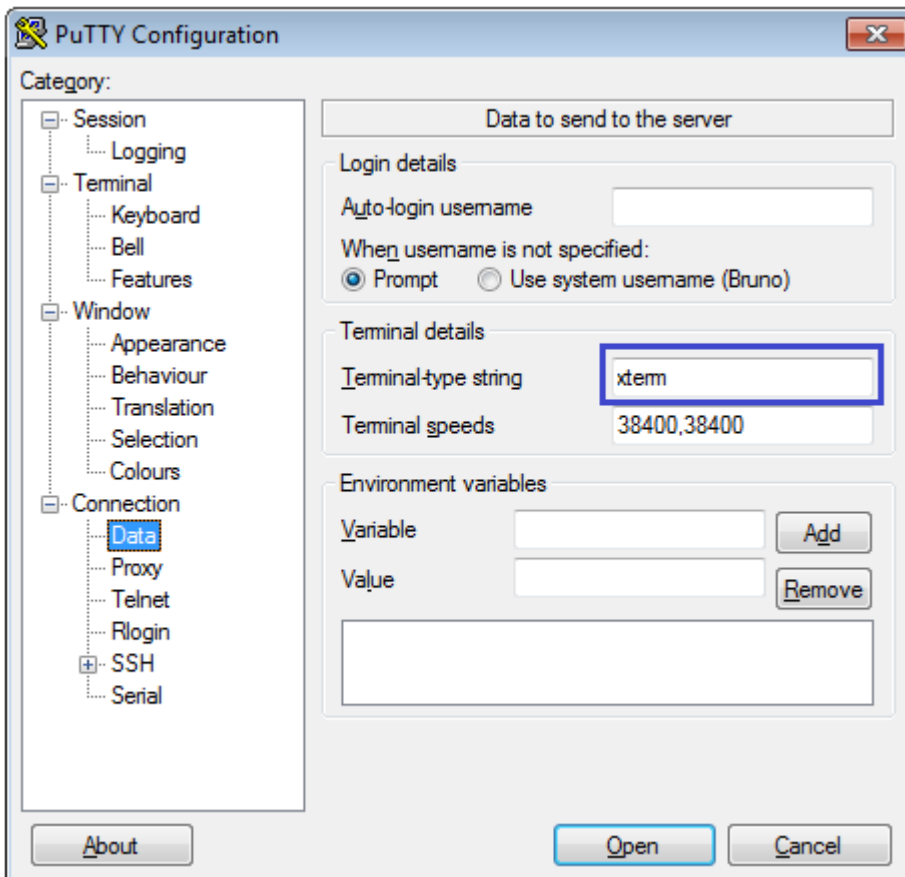 PuTTY Configuration
Category:
Session
Logging
Terminal
Keyboard
Bell
Features
Window
Appearance
Behaviour
Translation
Selection
Colours
Connection
Data
Proxy
Telnet
Rlogin
SSH
Serial
Data to send to the server
Login details
Auto-login username
When username is not specified:
Prompt Use system username (Bruno)
Terminal details
Terminal-type string xterm
Terminal speeds 38400,38400
Environment variables
Variable Add
Value Remove
About Open Cancel